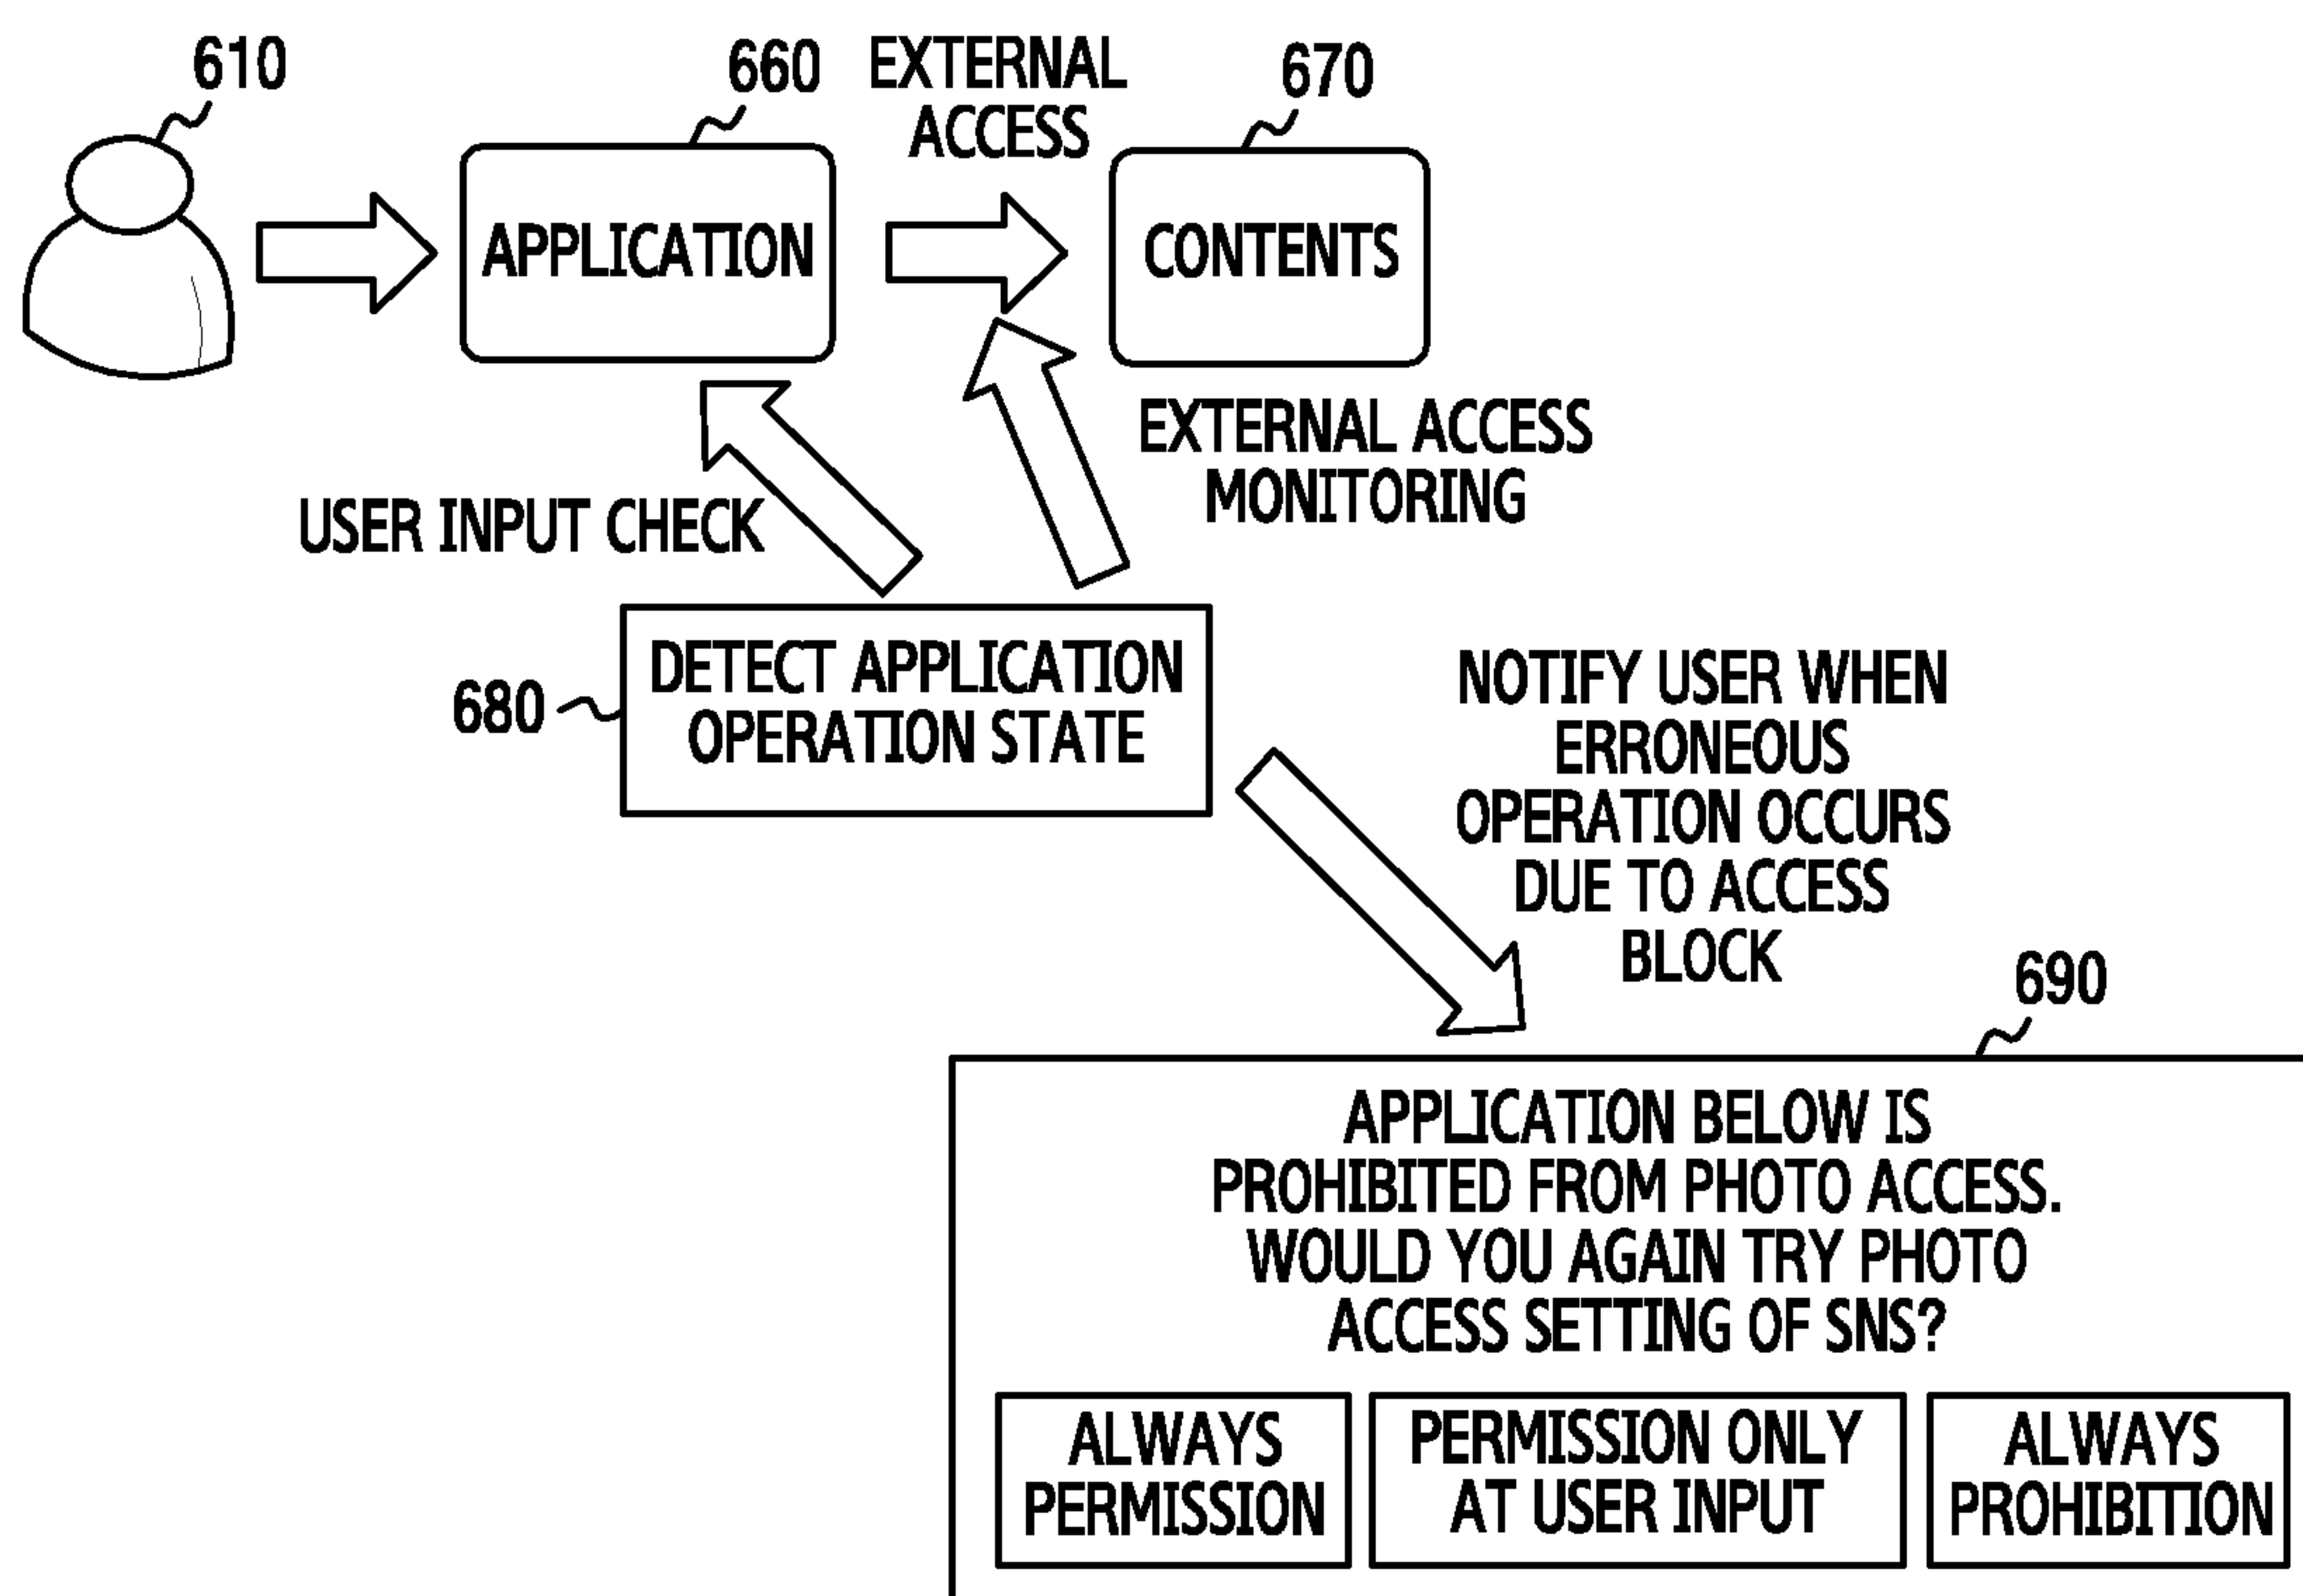 610
660
EXTERNAL
ACCESS
670
APPLICATION
CONTENTS
EXTERNAL ACCESS
MONITORING
USER INPUT CHECK
680
DETECT APPLICATION
OPERATION STATE
NOTIFY USER WHEN
ERRONEOUS
OPERATION OCCURS
DUE TO ACCESS
BLOCK
690
APPLICATION BELOW IS
PROHIBITED FROM PHOTO ACCESS.
WOULD YOU AGAIN TRY PHOTO
ACCESS SETTING OF SNS?
ALWAYS
PERMISSION
PERMISSION ONLY
AT USER INPUT
ALWAYS
PROHIBITION